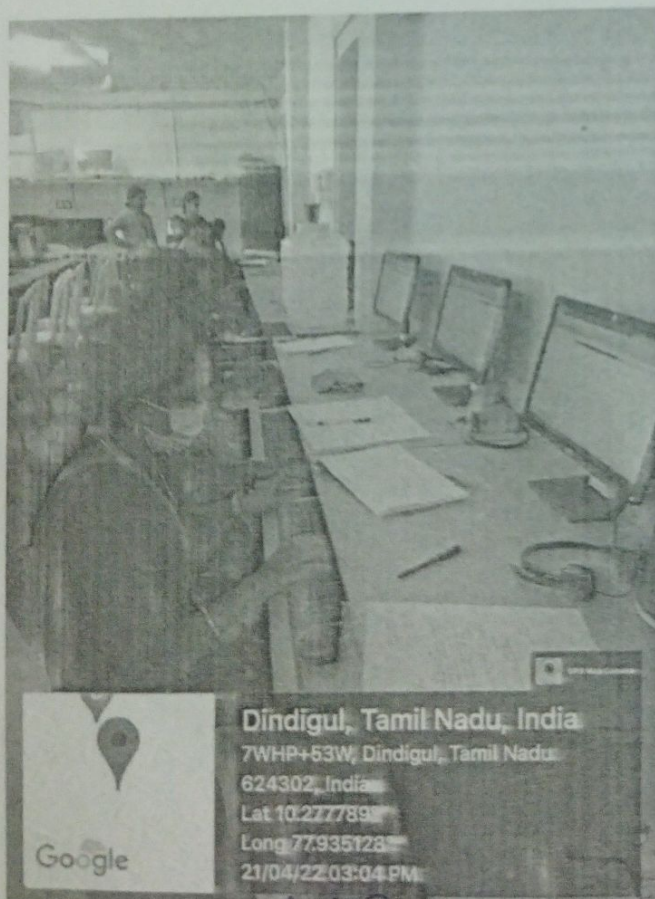 Dindigul, Tamil Nadu, India
7WHP+53W, Dindigul, Tamil Nadu
624302, India
Lat 10.277789°
Long 77.935128°
21/04/22 03:04 PM
Google